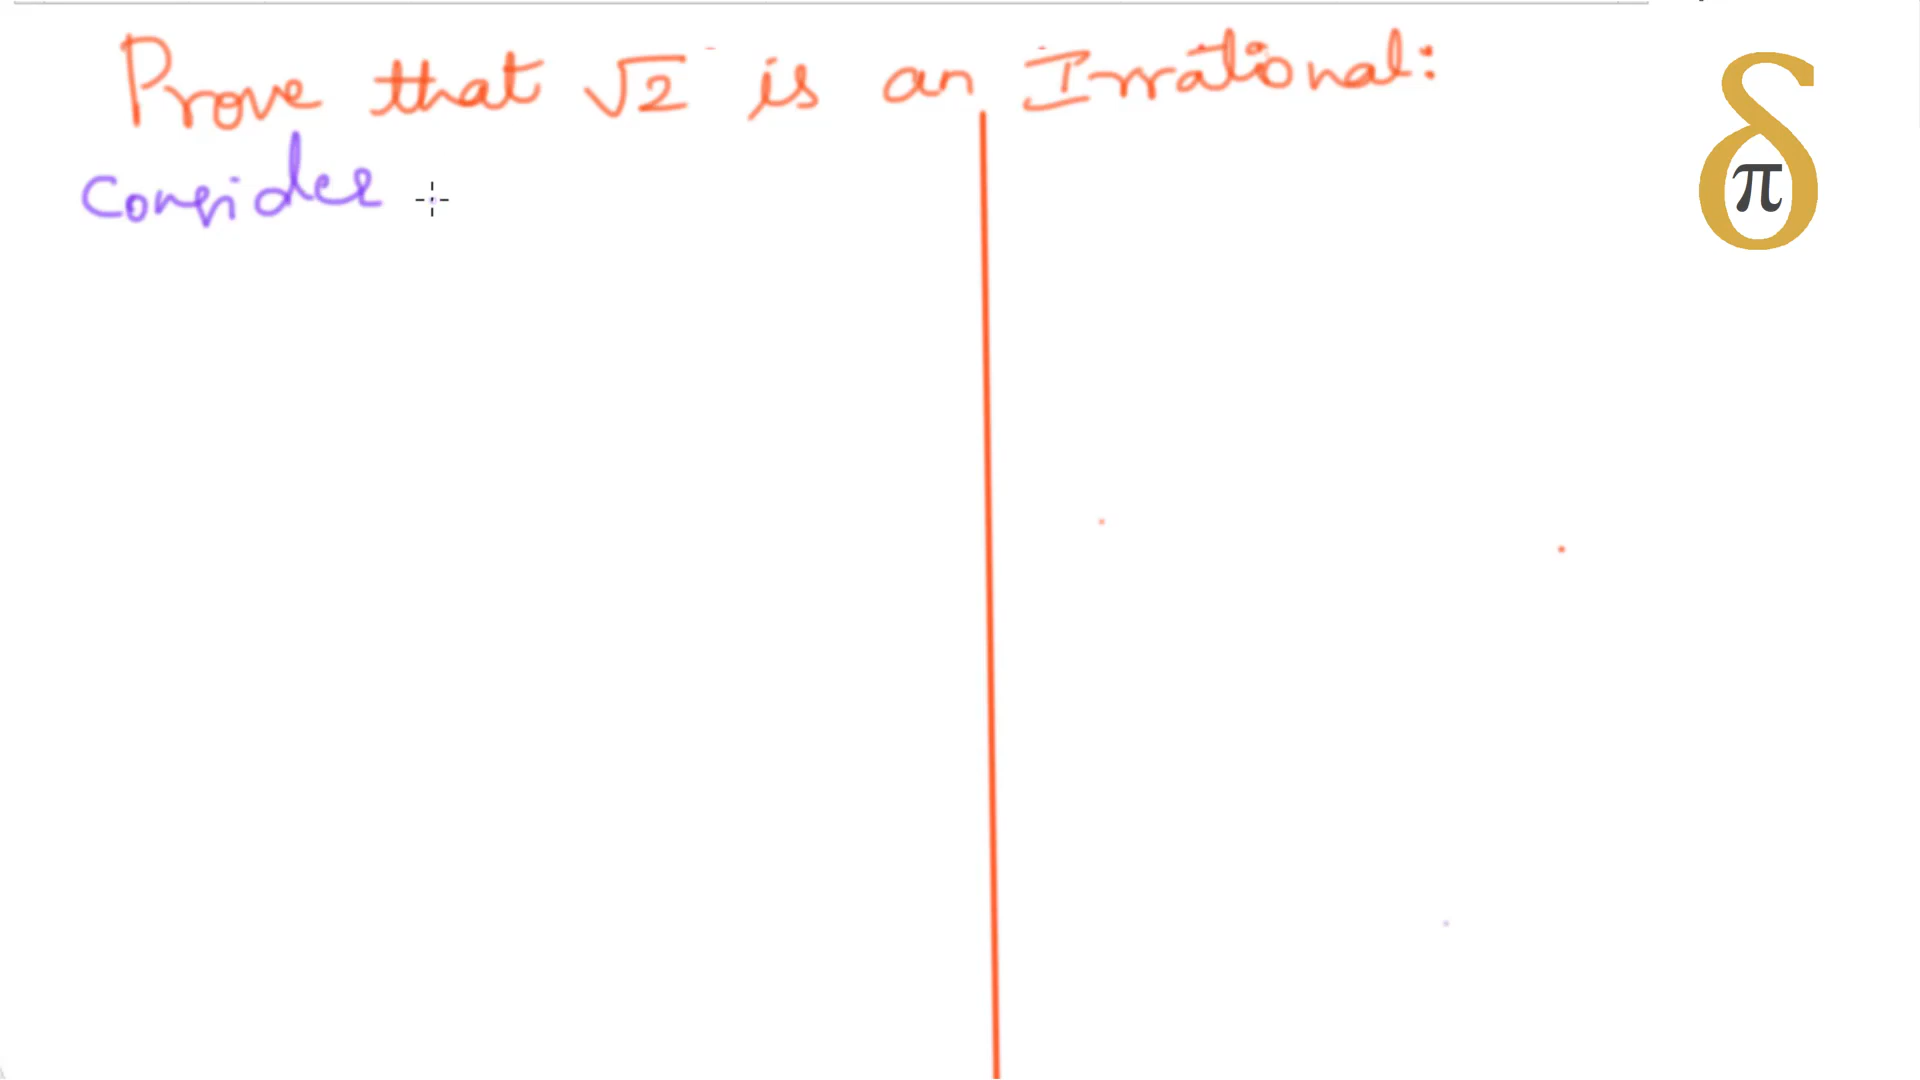 Prove that √2 is an Irrational:
Consider
δ
π